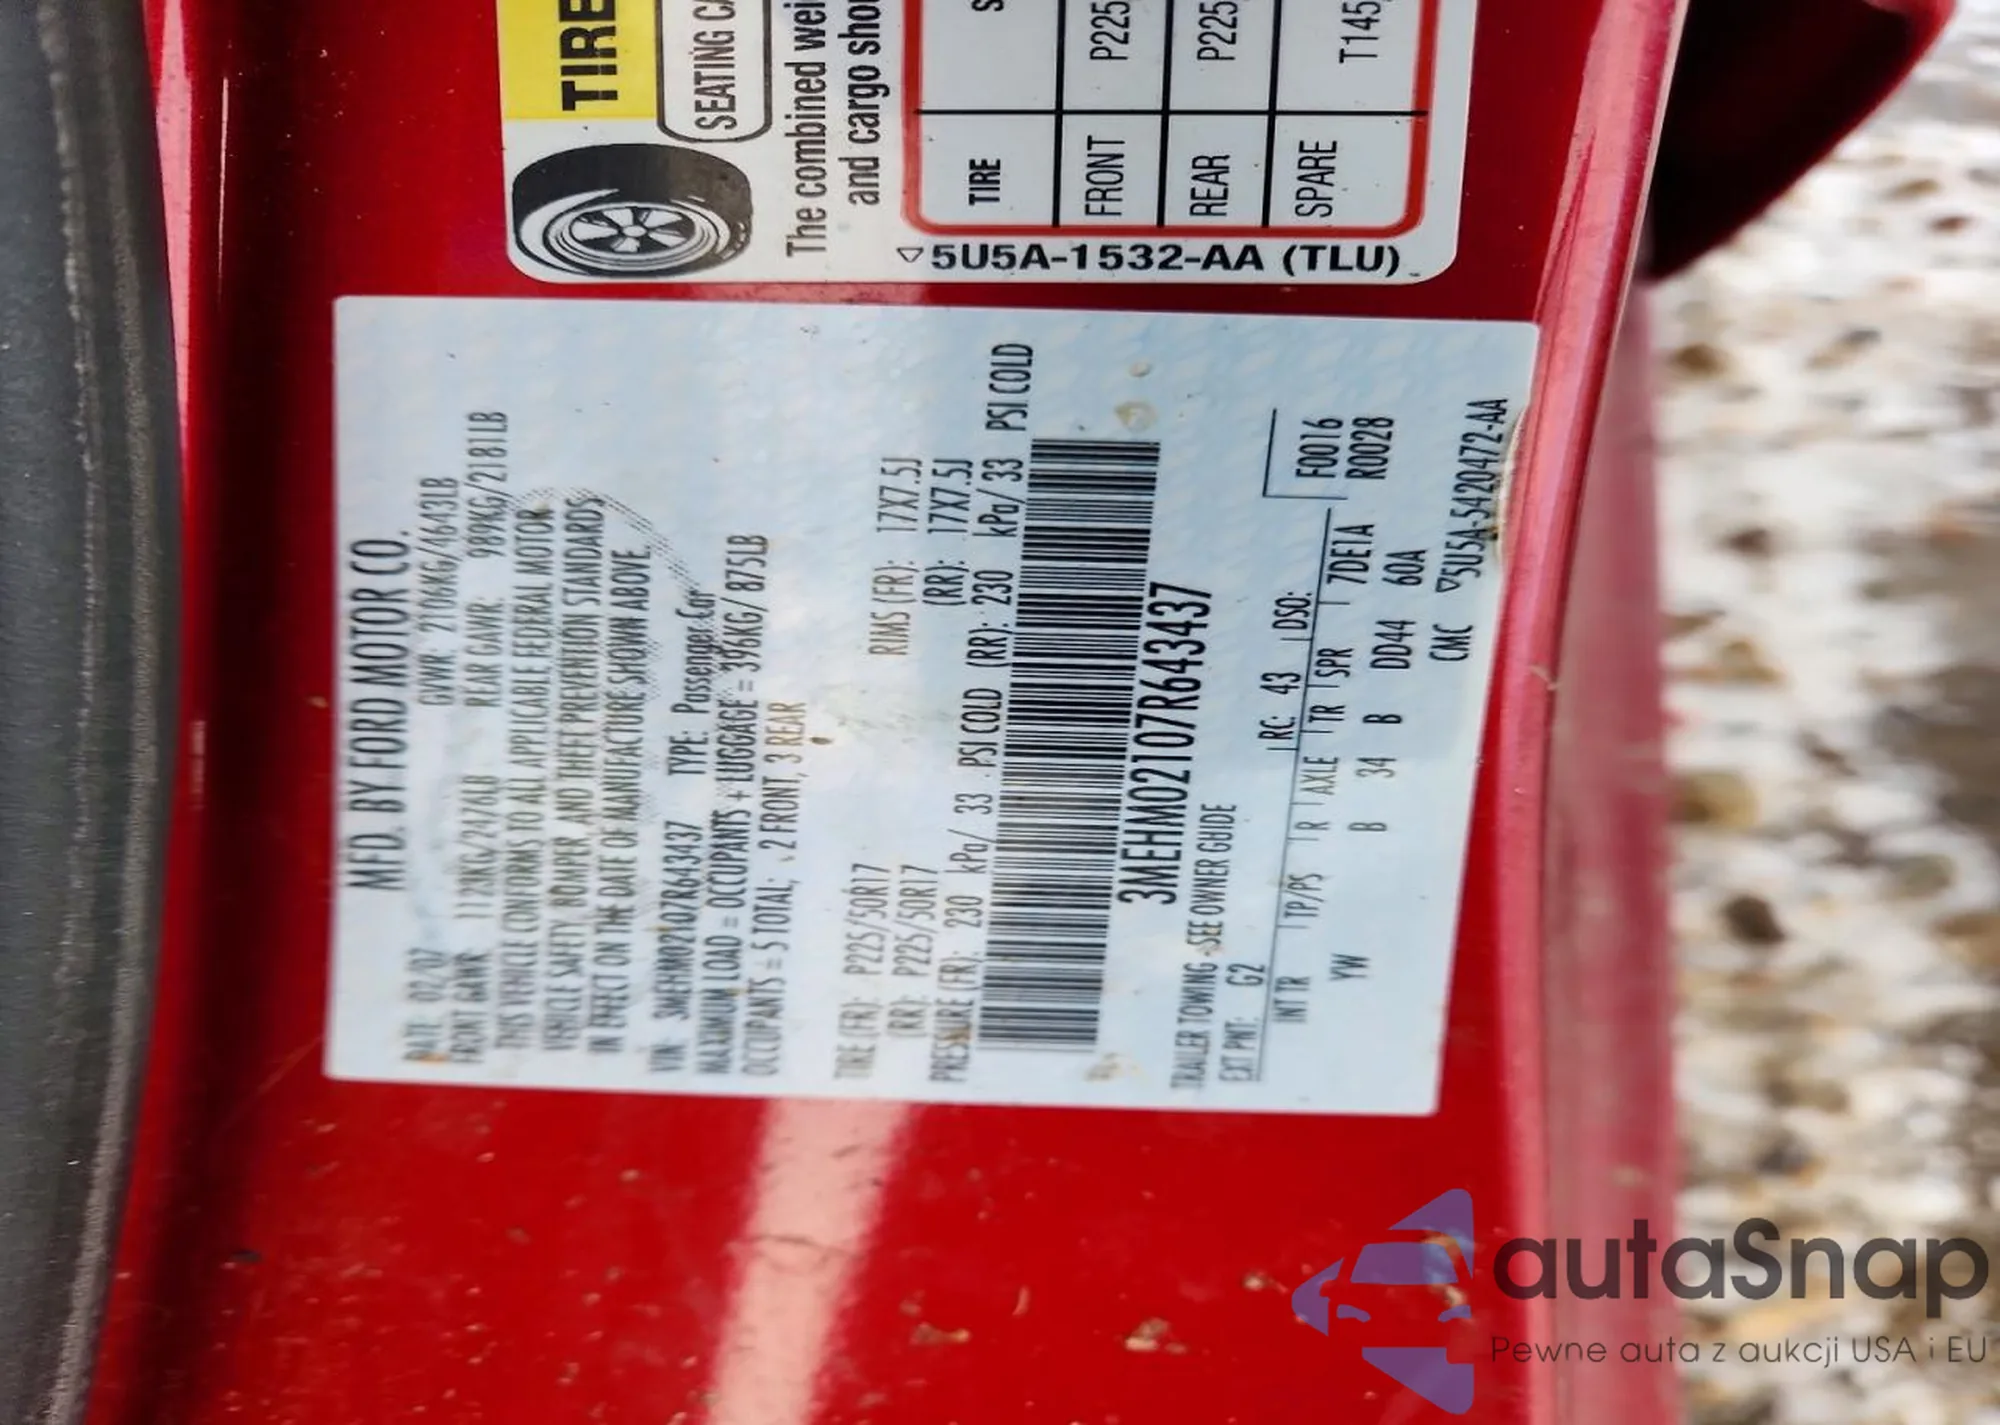 TIRE
SEATING CA
The combined wei
and cargo shou
TIRE S
FRONT P225
REAR P225
SPARE T145
5U5A-1532-AA (TLU)
MFD. BY FORD MOTOR CO.
DATE: 02/07 GVWR: 2106KG/4643LB
FRONT GAWR: 1123KG/2476LB REAR GAWR: 989KG/2181LB
THIS VEHICLE CONFORMS TO ALL APPLICABLE FEDERAL MOTOR
VEHICLE SAFETY, BUMPER, AND THEFT PREVENTION STANDARDS
IN EFFECT ON THE DATE OF MANUFACTURE SHOWN ABOVE.
VIN: 3MEHM02107R643437 TYPE: Passenger Car
MAXIMUM LOAD = OCCUPANTS + LUGGAGE = 396KG/ 875LB
OCCUPANTS = 5 TOTAL; 2 FRONT, 3 REAR
TIRE (FR): P225/50R17 RIMS (FR): 17X7.5J
(RR): P225/50R17 (RR): 17X7.5J
PRESSURE (FR): 230 kPa/ 33 PSI COLD (RR): 230 kPa/ 33 PSI COLD
3MEHM02107R643437
TRAILER TOWING - SEE OWNER GUIDE
EXT PNT: G2 RC: 43 DSO:
INT TR TP/PS R AXLE TR SPR F0016
YW B 34 B DD44 7DE1A 60A R0028
CMC 5U5A-5420472-AA
autaSnap
Pewne auta z aukcji USA i EU